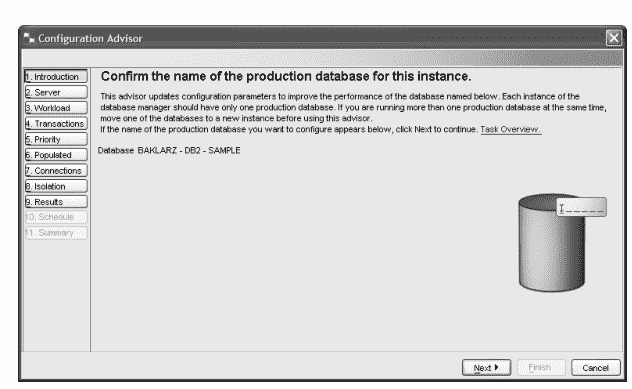 Configuration Advisor
1. Introduction
2. Server
3. Workload
4. Transactions
5. Priority
6. Populated
7. Connections
8. Isolation
9. Results
10. Schedule
11. Summary
Confirm the name of the production database for this instance.
This advisor updates configuration parameters to improve the performance of the database named below. Each instance of the
database manager should have only one production database. If you are running more than one production database at the same time,
move one of the databases to a new instance before using this advisor.
If the name of the production database you want to configure appears below, click Next to continue. Task Overview.
Database BAKLARZ - DB2 - SAMPLE
Next
Finish
Cancel